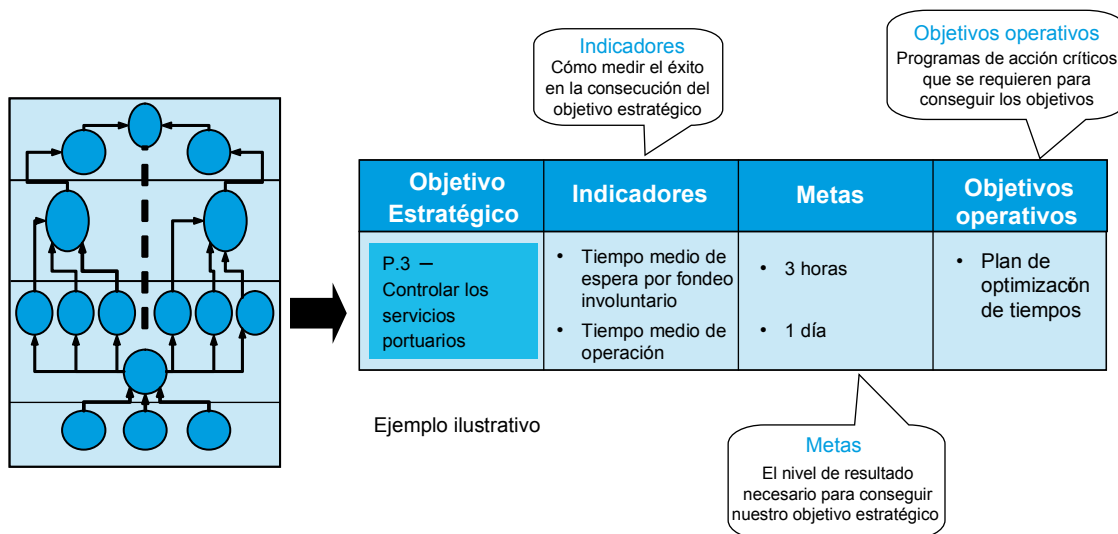 Indicadores
Cómo medir el éxito
en la consecución del
objetivo estratégico
Objetivos operativos
Programas de acción críticos
que se requieren para
conseguir los objetivos
Objetivo
Estratégico
Indicadores
Metas
Objetivos
operativos
P.3 –
Controlar los
servicios
portuarios
• Tiempo medio de
espera por fondeo
involuntario
• Tiempo medio de
operación
• 3 horas
• 1 día
• Plan de
optimización
de tiempos
Ejemplo ilustrativo
Metas
El nivel de resultado
necesario para conseguir
nuestro objetivo estratégico